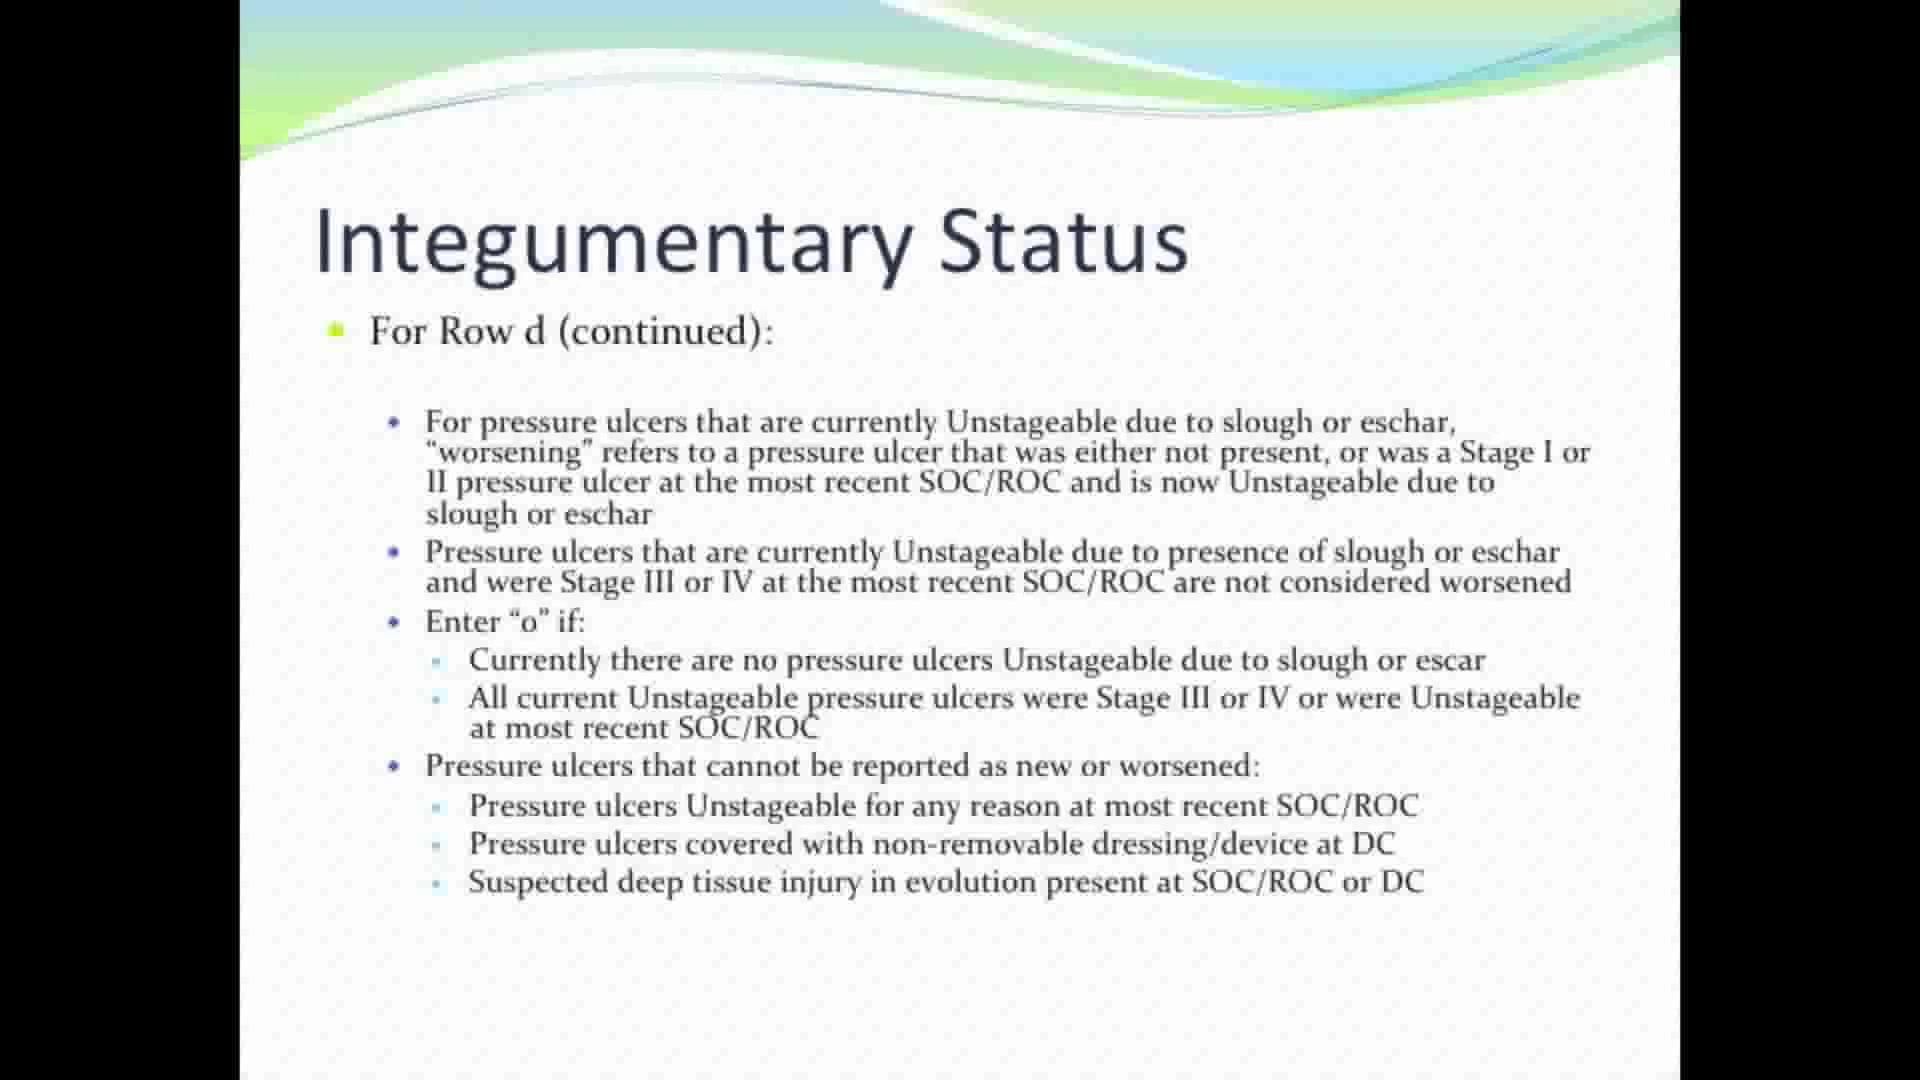 Integumentary Status
For Row d (continued):
For pressure ulcers that are currently Unstageable due to slough or eschar,
“worsening” refers to a pressure ulcer that was either not present, or was a Stage I or
II pressure ulcer at the most recent SOC/ROC and is now Unstageable due to
slough or eschar
Pressure ulcers that are currently Unstageable due to presence of slough or eschar
and were Stage III or IV at the most recent SOC/ROC are not considered worsened
Enter “0” if:
Currently there are no pressure ulcers Unstageable due to slough or escar
All current Unstageable pressure ulcers were Stage III or IV or were Unstageable
at most recent SOC/ROC
Pressure ulcers that cannot be reported as new or worsened:
Pressure ulcers Unstageable for any reason at most recent SOC/ROC
Pressure ulcers covered with non-removable dressing/device at DC
Suspected deep tissue injury in evolution present at SOC/ROC or DC